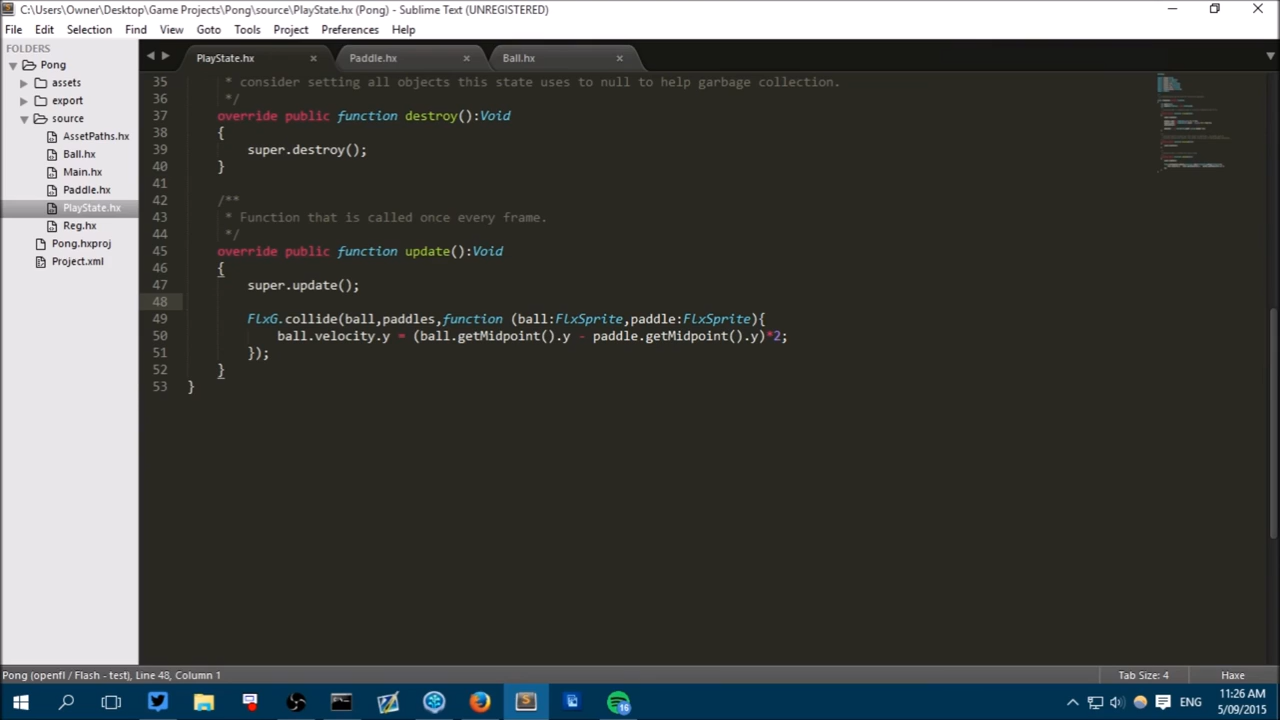 C:\Users\Owner\Desktop\Game Projects\Pong\source\PlayState.hx (Pong) - Sublime Text (UNREGISTERED)
File Edit Selection Find View Goto Tools Project Preferences Help
FOLDERS
Pong
assets
export
source
AssetPaths.hx
Ball.hx
Main.hx
Paddle.hx
PlayState.hx
Reg.hx
Pong.hxproj
Project.xml
PlayState.hx Paddle.hx Ball.hx
35 * consider setting all objects this state uses to null to help garbage collection.
36 */
37 override public function destroy():Void
38 {
39 super.destroy();
40 }
41
42 /**
43 * Function that is called once every frame.
44 */
45 override public function update():Void
46 {
47 super.update();
48
49 FlxG.collide(ball,paddles,function (ball:FlxSprite,paddle:FlxSprite){
50 ball.velocity.y = (ball.getMidpoint().y - paddle.getMidpoint().y)*2;
51 });
52 }
53 }
Pong (openfl / Flash - test), Line 48, Column 1 Tab Size: 4 Haxe
16
ENG
11:26 AM
5/09/2015